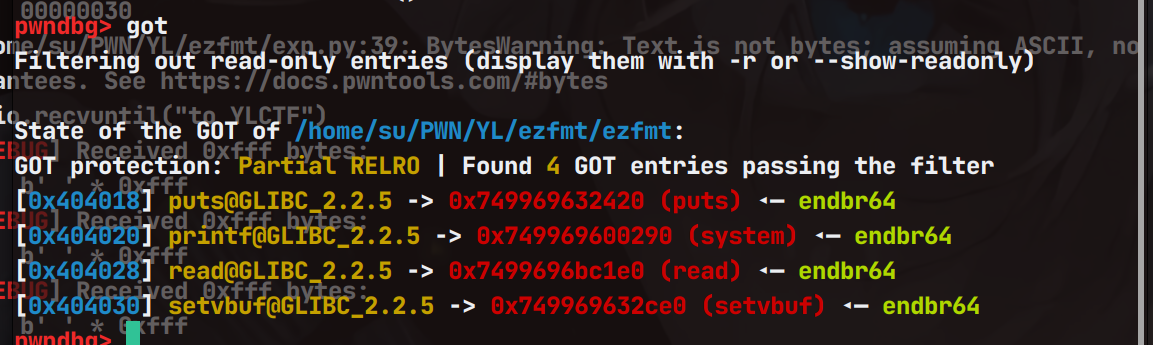 00000030
pwndbg> got
ome/su/PWN/YL/ezfmt/exp.py:39: BytesWarning: Text is not bytes; assuming ASCII, no
Filtering out read-only entries (display them with -r or --show-readonly)
antees. See https://docs.pwntools.com/#bytes
io.recvuntil("to YLCTF")
State of the GOT of /home/su/PWN/YL/ezfmt/ezfmt:
EBUG] Received 0xfff bytes:
GOT protection: Partial RELRO | Found 4 GOT entries passing the filter
b' ' * 0xfff
[0x404018] puts@GLIBC_2.2.5 -> 0x749969632420 (puts) ◂— endbr64
EBUG] Received 0xfff bytes:
[0x404020] printf@GLIBC_2.2.5 -> 0x749969600290 (system) ◂— endbr64
b' ' * 0xfff
[0x404028] read@GLIBC_2.2.5 -> 0x7499696bc1e0 (read) ◂— endbr64
EBUG] Received 0xfff bytes:
[0x404030] setvbuf@GLIBC_2.2.5 -> 0x749969632ce0 (setvbuf) ◂— endbr64
b' ' * 0xfff
pwndbg>